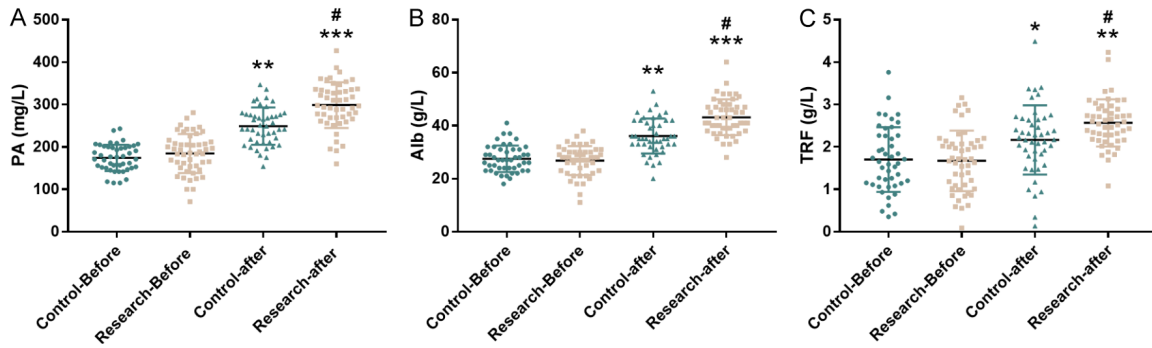 A
PA (mg/L)
500
400
300
200
100
0
**
#
***
Control-Before
Research-Before
Control-after
Research-after
B
Alb (g/L)
80
60
40
20
0
**
#
***
Control-Before
Research-Before
Control-after
Research-after
C
TRF (g/L)
5
4
3
2
1
0
*
#
**
Control-Before
Research-Before
Control-after
Research-after